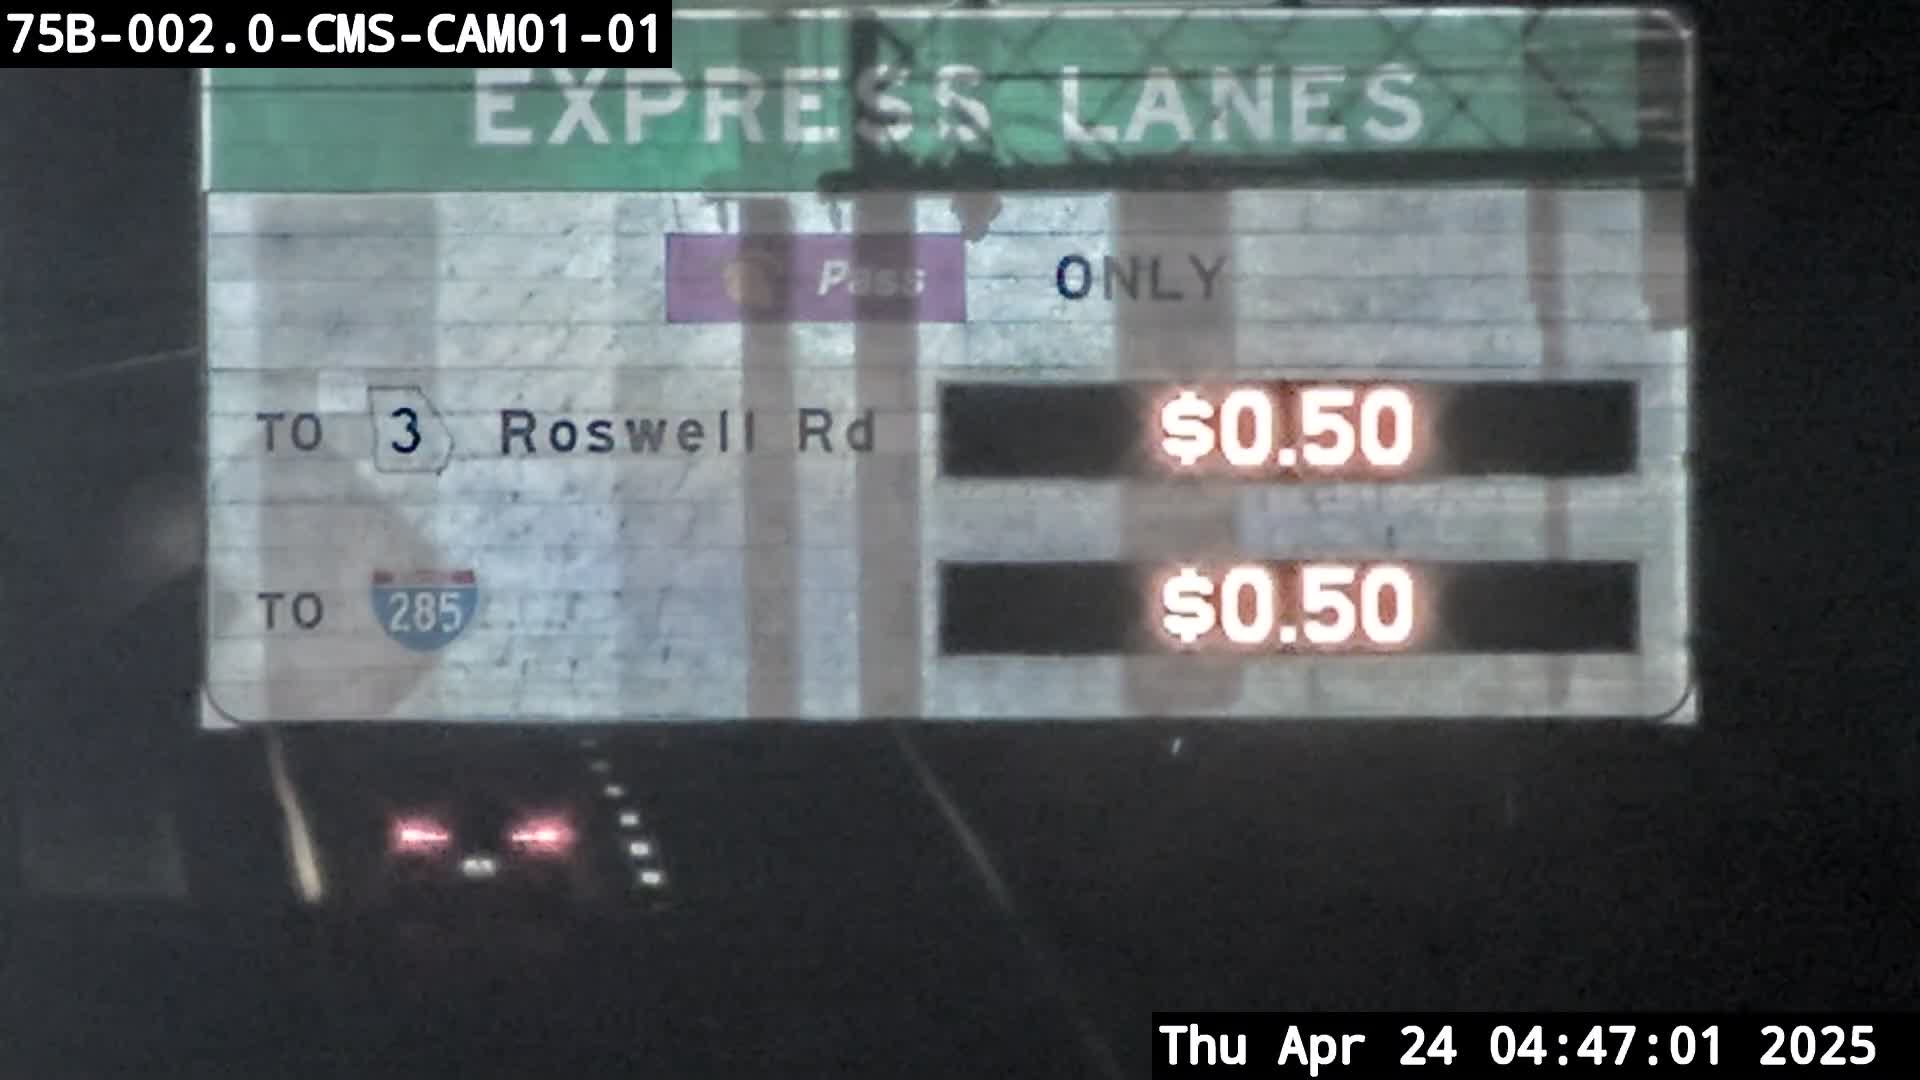 75B-002.0-CMS-CAM01-01
EXPRESS LANES
Pass ONLY
TO 3 Roswell Rd $0.50
TO 285 $0.50
Thu Apr 24 04:47:01 2025